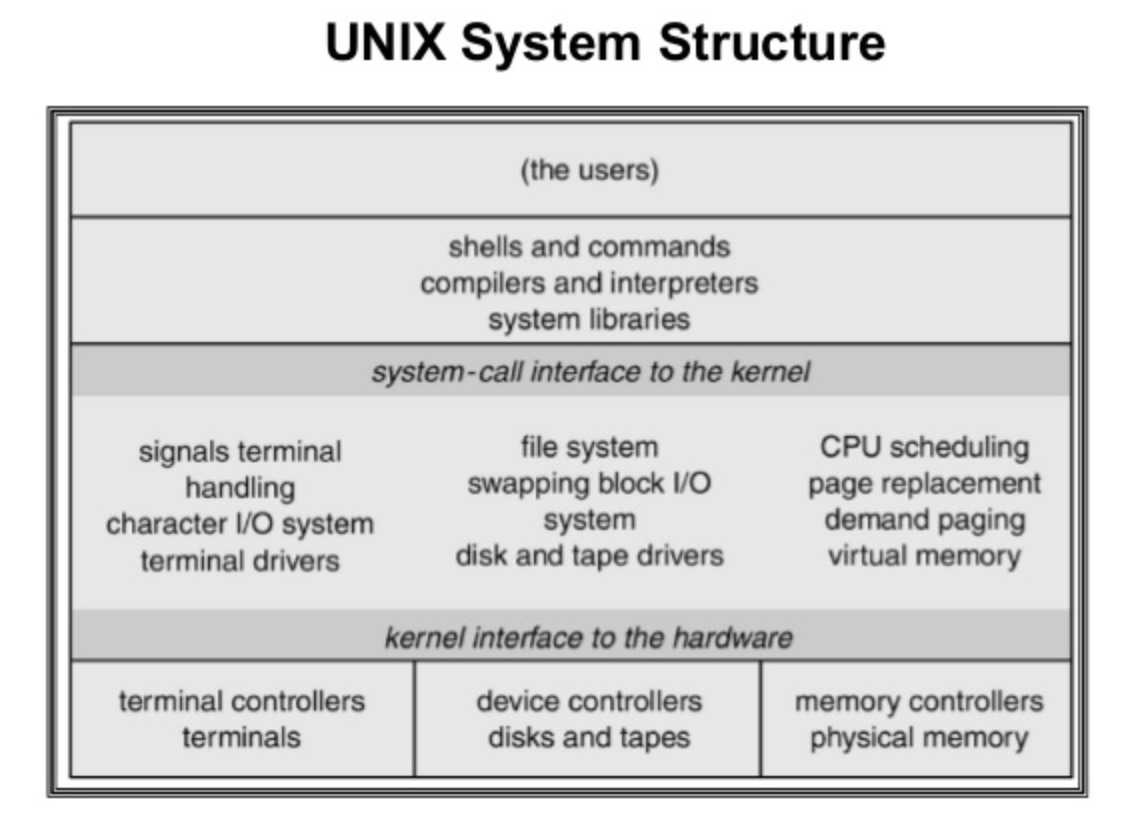 UNIX System Structure
(the users)
shells and commands
compilers and interpreters
system libraries
system-call interface to the kernel
signals terminal
handling
character I/O system
terminal drivers
file system
swapping block I/O
system
disk and tape drivers
CPU scheduling
page replacement
demand paging
virtual memory
kernel interface to the hardware
terminal controllers
terminals
device controllers
disks and tapes
memory controllers
physical memory